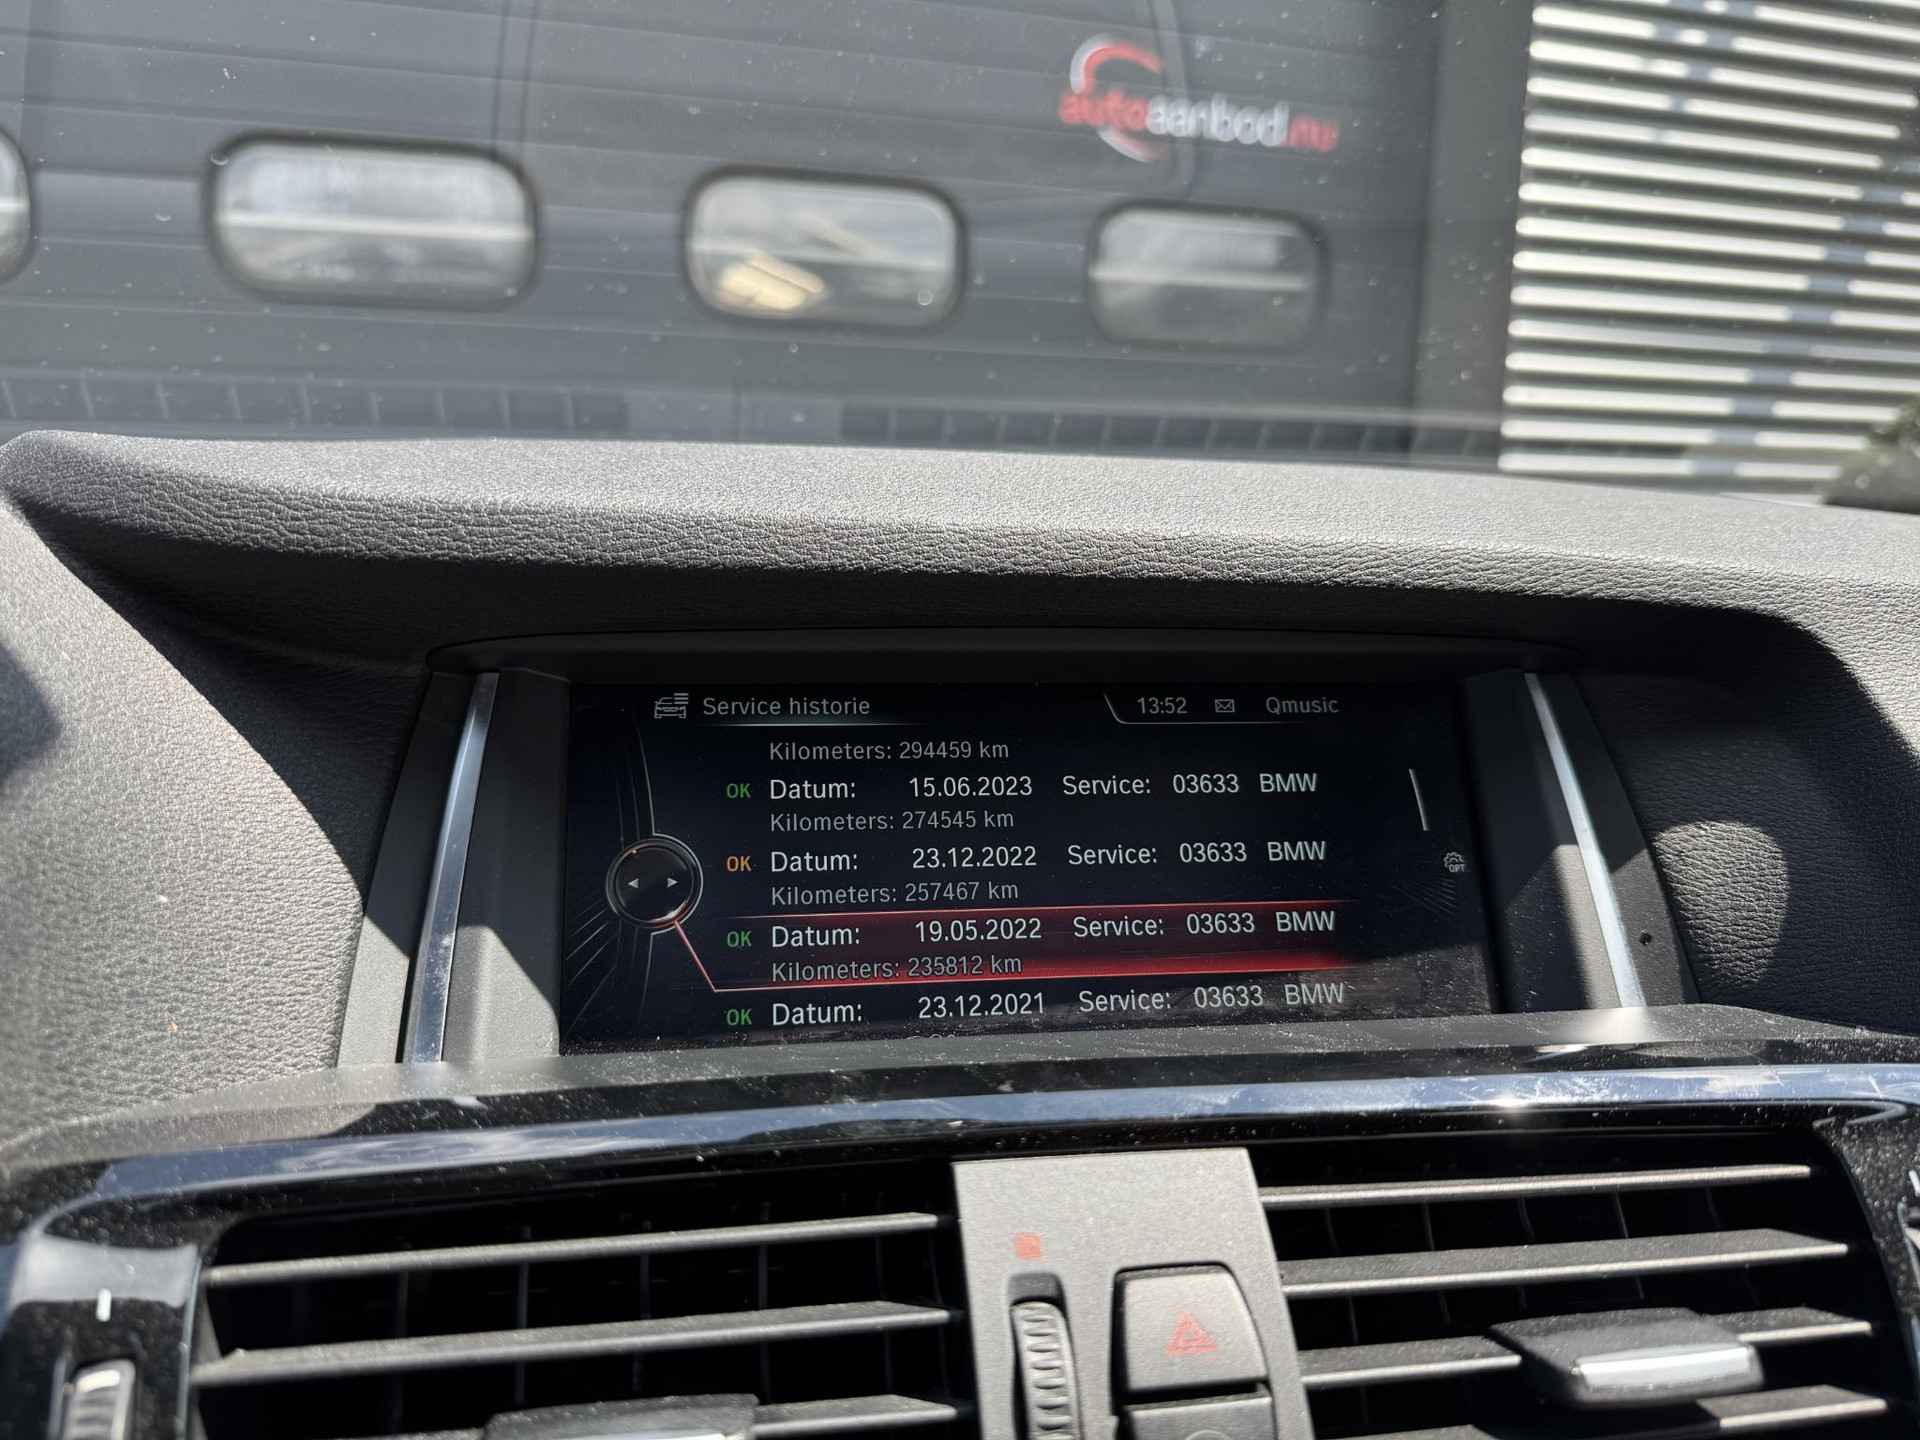 autoaanbod.nu
Service historie 13:52 Qmusic
Kilometers: 294459 km
OK Datum: 15.06.2023 Service: 03633 BMW
Kilometers: 274545 km
OK Datum: 23.12.2022 Service: 03633 BMW
Kilometers: 257467 km
OPT
OK Datum: 19.05.2022 Service: 03633 BMW
Kilometers: 235812 km
OK Datum: 23.12.2021 Service: 03633 BMW